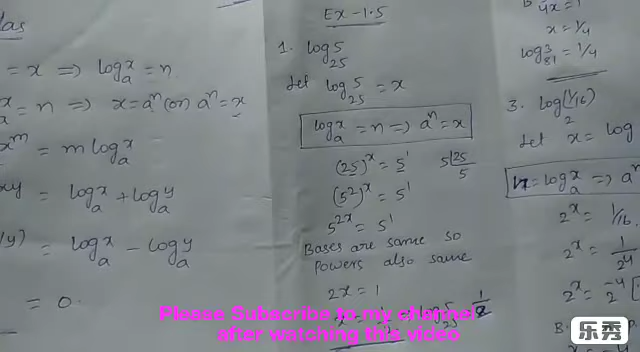 las
= x ⇒ log_a^x = n
= n ⇒ x = a^n (or) a^n = x
x^m = m log_a^x
xy = log_a^x + log_a^y
/y) = log_a^x - log_a^y
= 0
Ex-1.5
1. log_25^5
let log_25^5 = x
log_a^x = n ⇒ a^n = x
(25)^x = 5^1
5|25
5
(5^2)^x = 5^1
5^2x = 5^1
Bases are same so
Powers also same
2x = 1
4x = 1
x = 1/4
log_81^3 = 1/4
3. log_2^(1/16)
let x = log
= log_a^x ⇒ a^n
2^x = 1/16
2^x = 1/2^4
2^x = 2^-4
Please Subscribe to my channel
after watching this video
乐秀